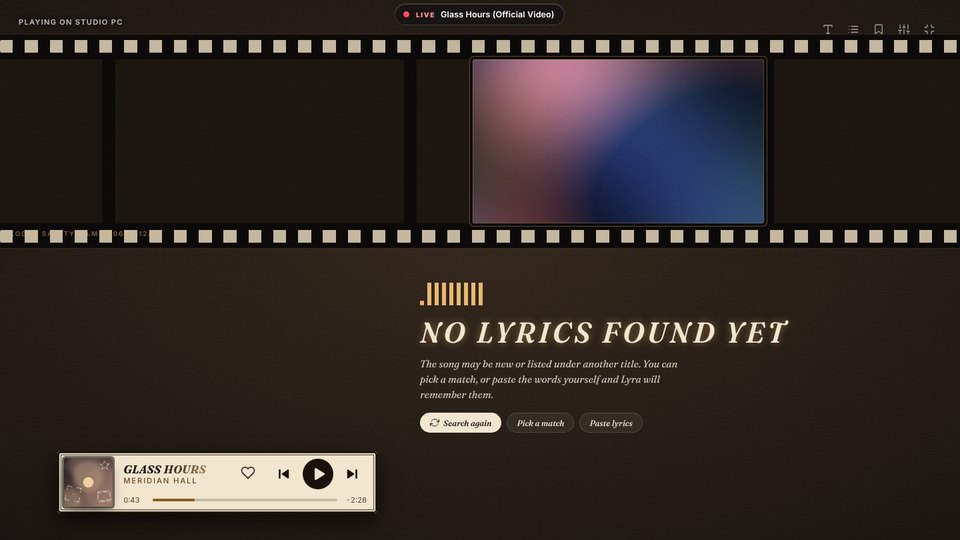 PLAYING ON STUDIO PC
LIVE Glass Hours (Official Video)
NO LYRICS FOUND YET
The song may be new or listed under another title. You can
pick a match, or paste the words yourself and Lyra will
remember them.
Search again
Pick a match
Paste lyrics
GLASS HOURS
MERIDIAN HALL
0:43
-2:28